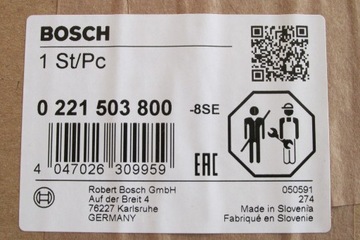 BOSCH
1 St/Pc
0 221 503 800
-8SE
4 047026 309959
EAC
Robert Bosch GmbH
Auf der Breit 4
76227 Karlsruhe
GERMANY
050591
274
Made in Slovenia
Fabriqué en Slovenie